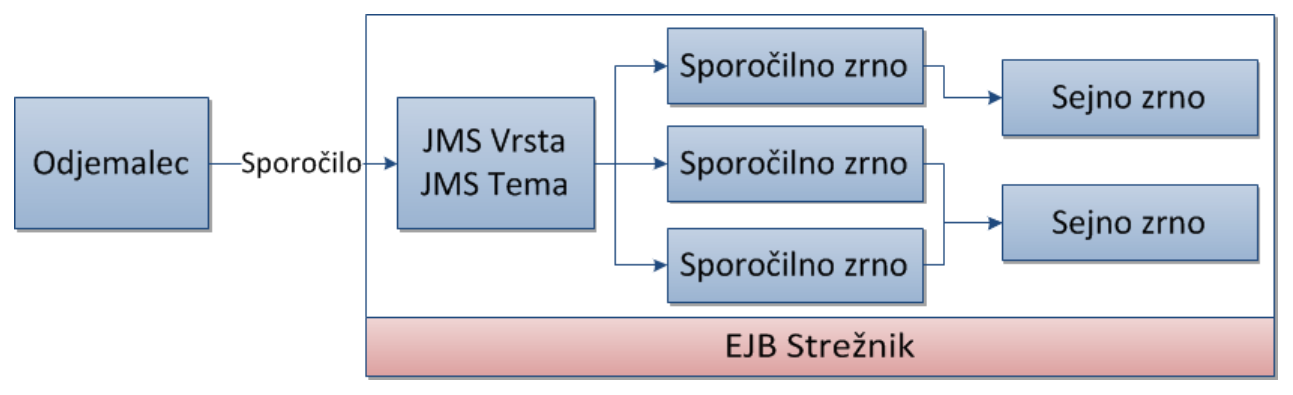 Odjemalec
Sporočilo
JMS Vrsta
JMS Tema
Sporočilno zrno
Sporočilno zrno
Sporočilno zrno
Sejno zrno
Sejno zrno
EJB Strežnik